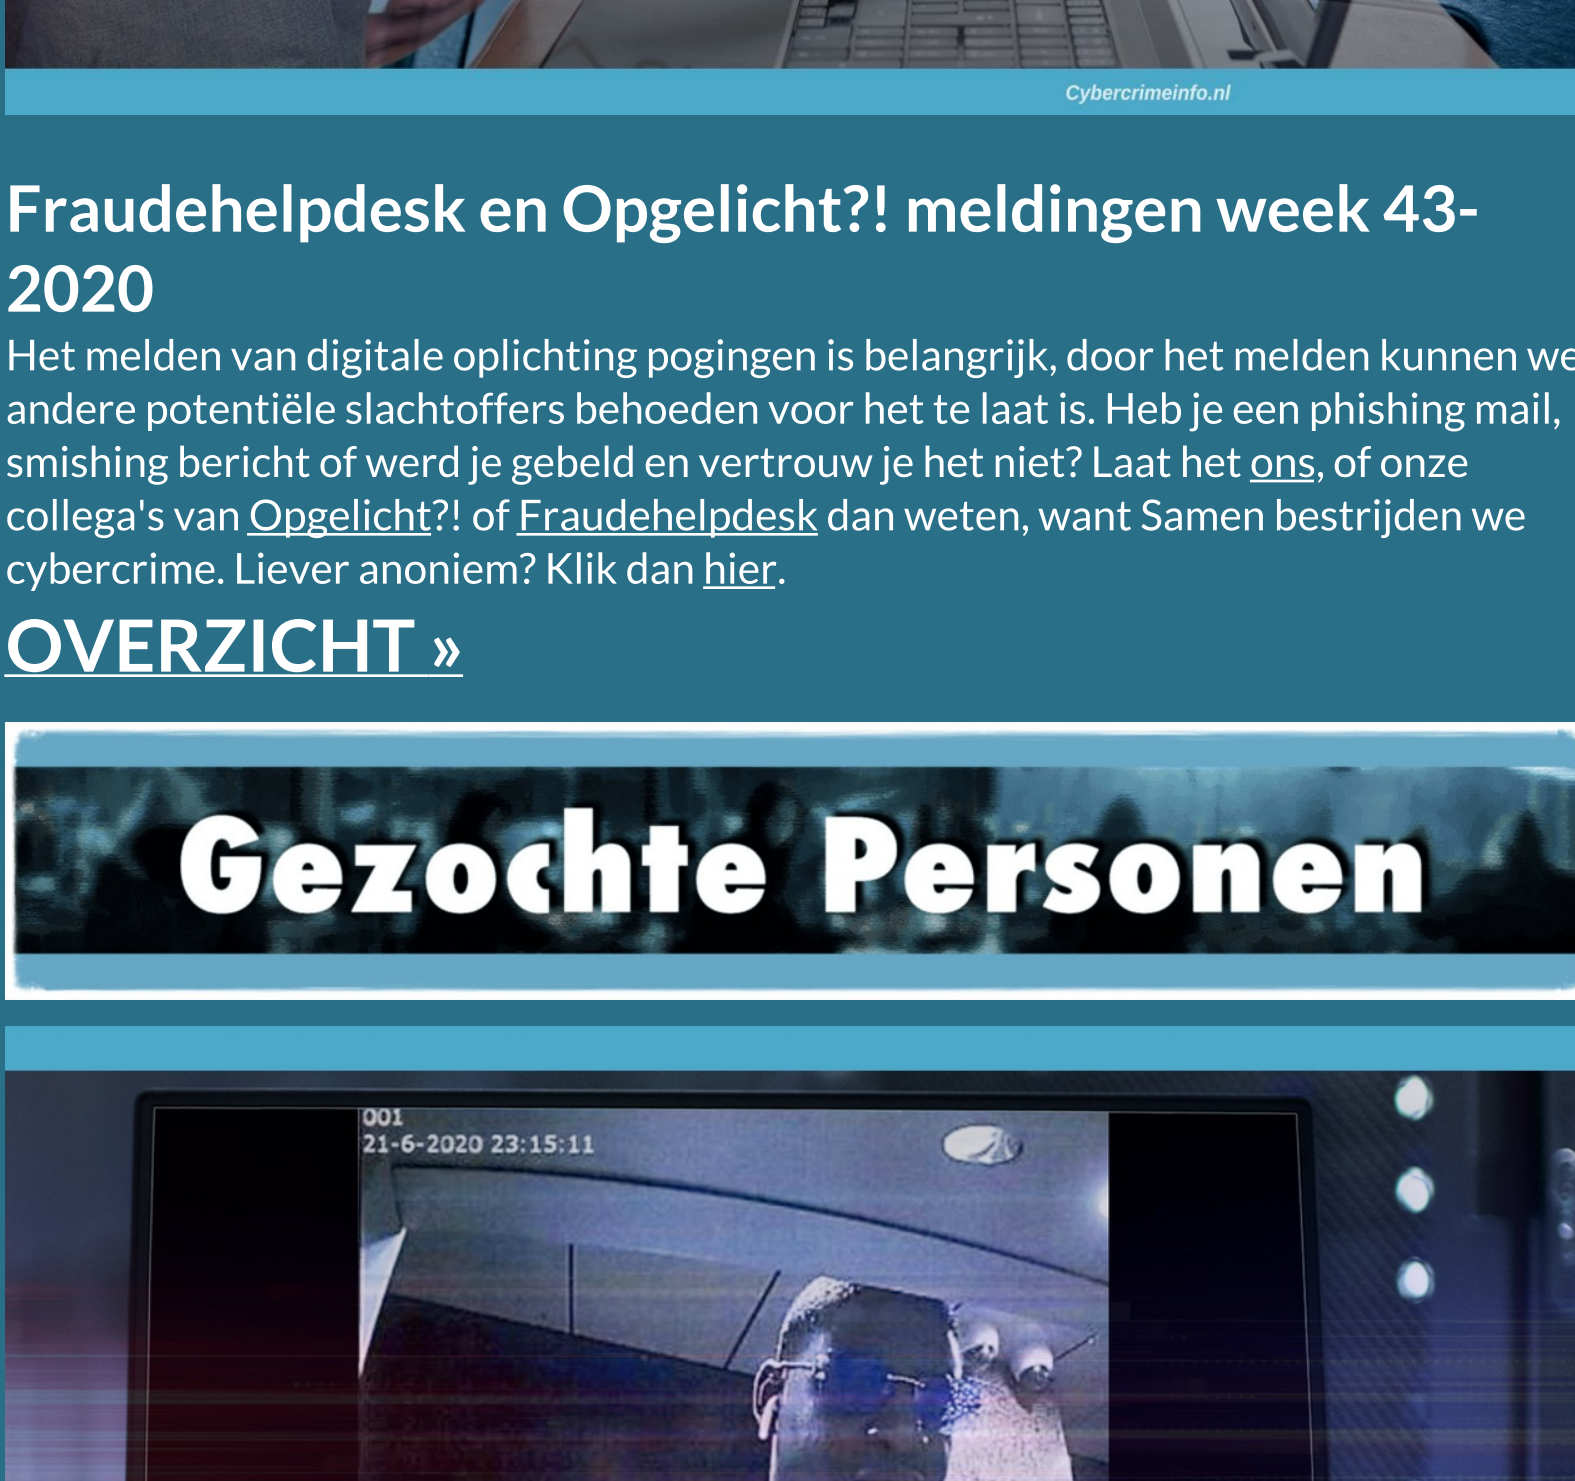 Cybercrimeinfo.nl
Fraudehelpdesk en Opgelicht?! meldingen week 43-
2020
Het melden van digitale oplichting pogingen is belangrijk, door het melden kunnen we
andere potentiële slachtoffers behoeden voor het te laat is. Heb je een phishing mail,
smishing bericht of werd je gebeld en vertrouw je het niet? Laat het ons, of onze
collega's van Opgelicht?! of Fraudehelpdesk dan weten, want Samen bestrijden we
cybercrime. Liever anoniem? Klik dan hier.
OVERZICHT »
Gezochte Personen
001
21-6-2020 23:15:11